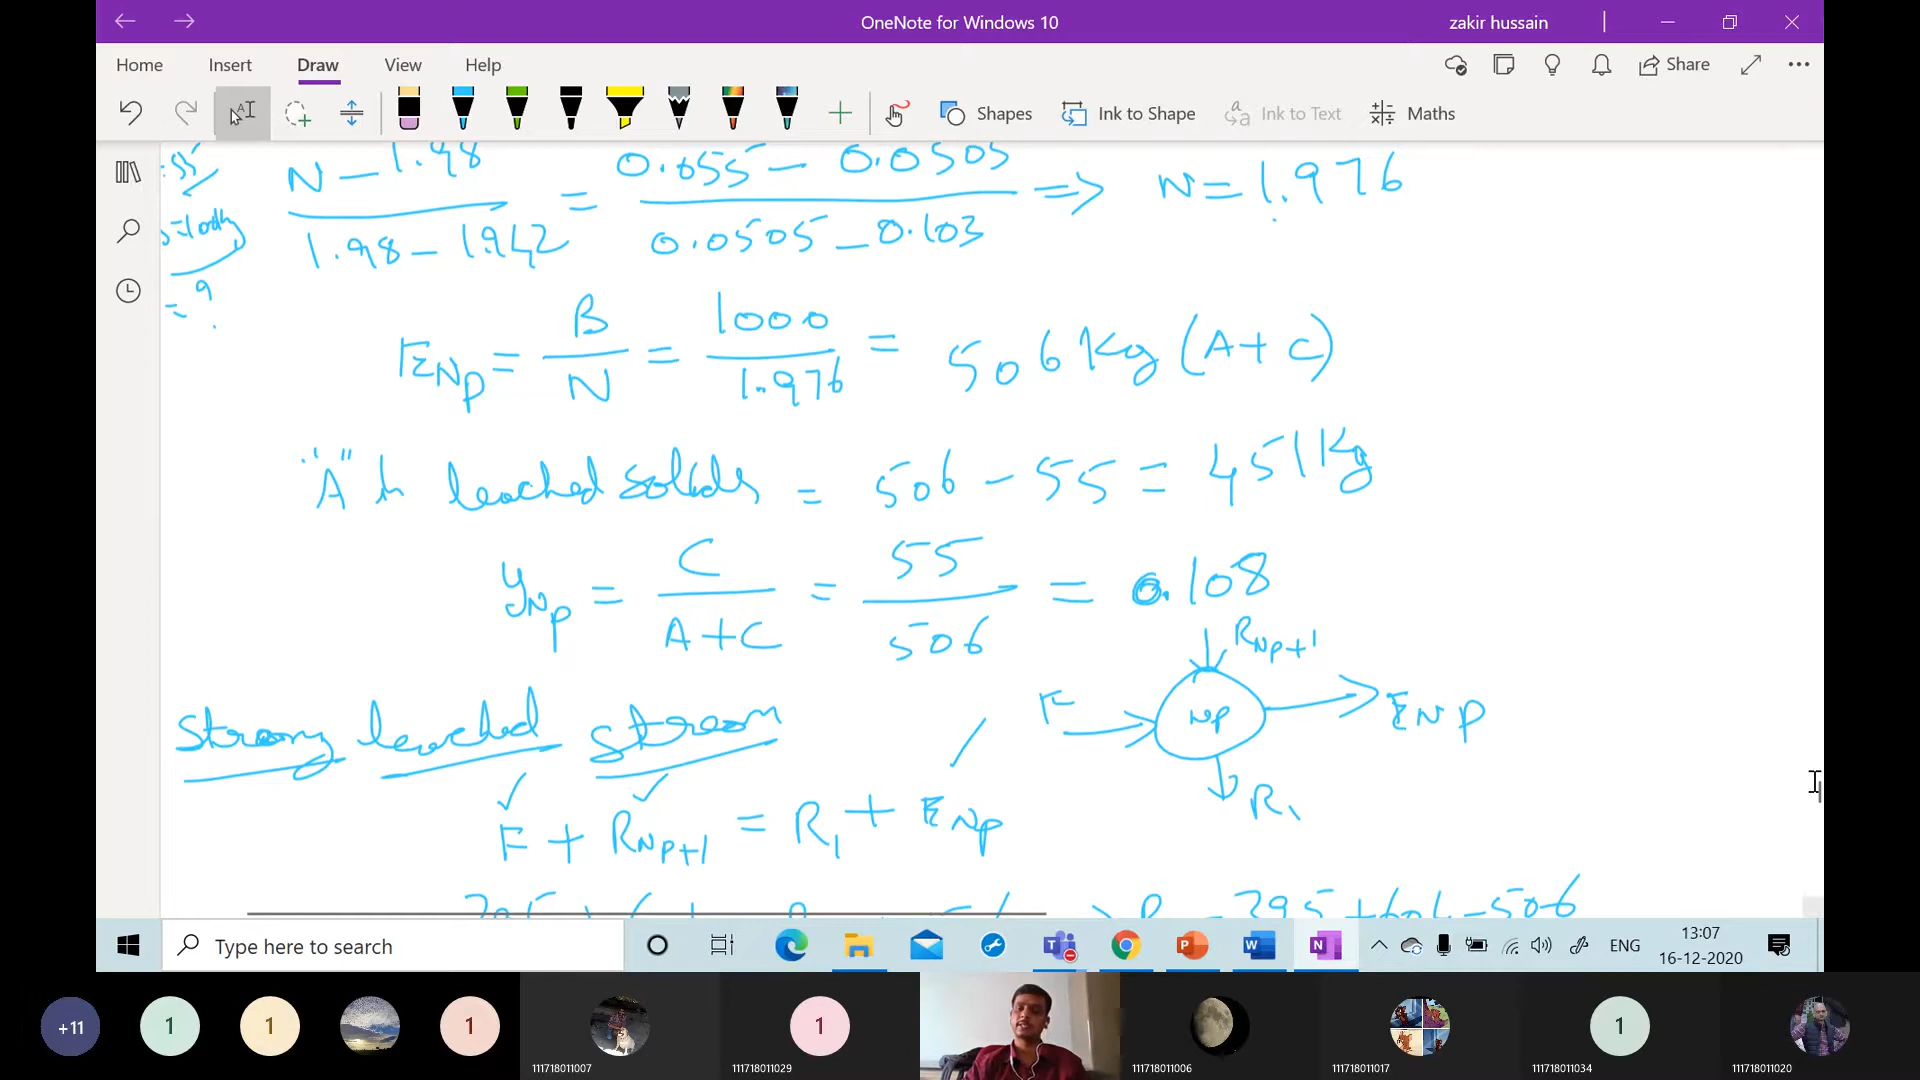 OneNote for Windows 10
zakir hussain
Home Insert Draw View Help
Share
Shapes Ink to Shape Ink to Text Maths
N - 1.98 / 1.98 - 1.942 = 0.055 - 0.0505 / 0.0505 - 0.103 => N = 1.976
= ?
E_Np = B / N = 1000 / 1.976 = 506 Kg (A + C)
"A" in leached solids = 506 - 55 = 451 Kg
y_Np = C / A + C = 55 / 506 = 0.108
R_Np+1
F Np E_Np
R_1
Strong leached stream
F + R_Np+1 = R_1 + E_Np
Type here to search
ENG
13:07
16-12-2020
+11 1 1 1 1 1
111718011007 111718011029 111718011006 111718011017 111718011034 111718011020